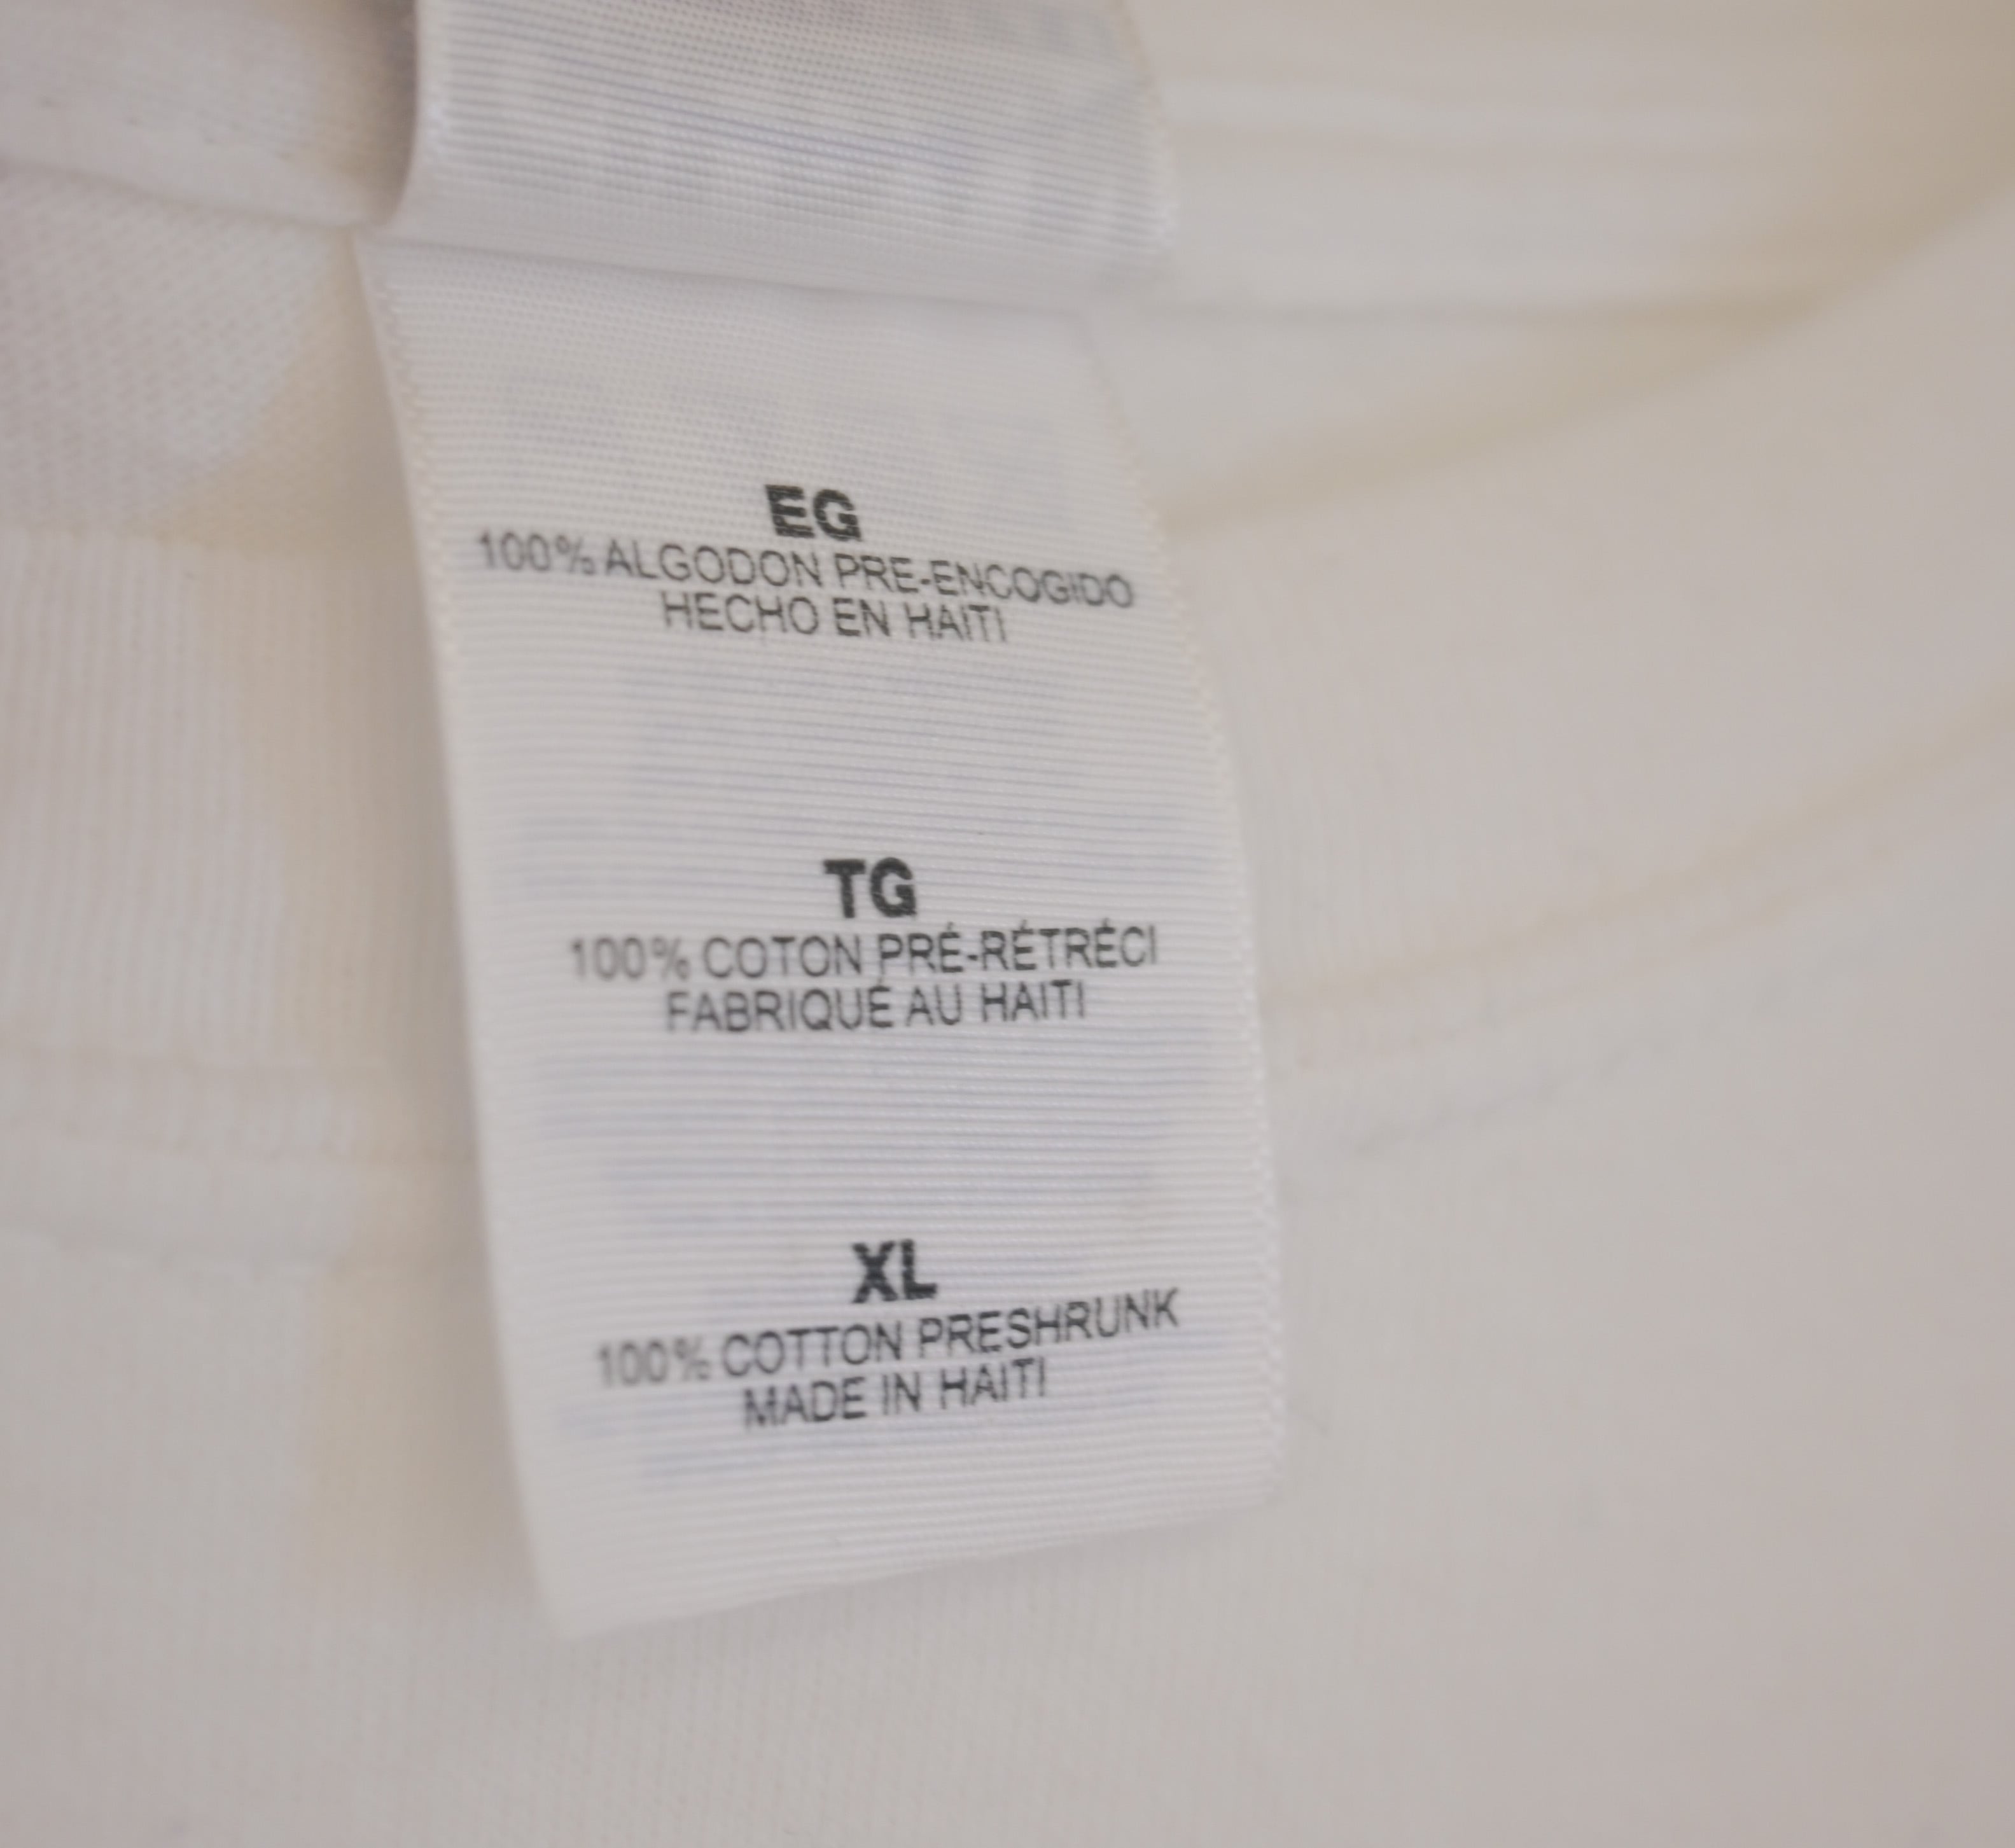 EG
100% ALGODON PRE-ENCOGIDO
HECHO EN HAITI
TG
100% COTON PRÉ-RÉTRÉCI
FABRIQUÉ AU HAITI
XL
100% COTTON PRESHRUNK
MADE IN HAITI